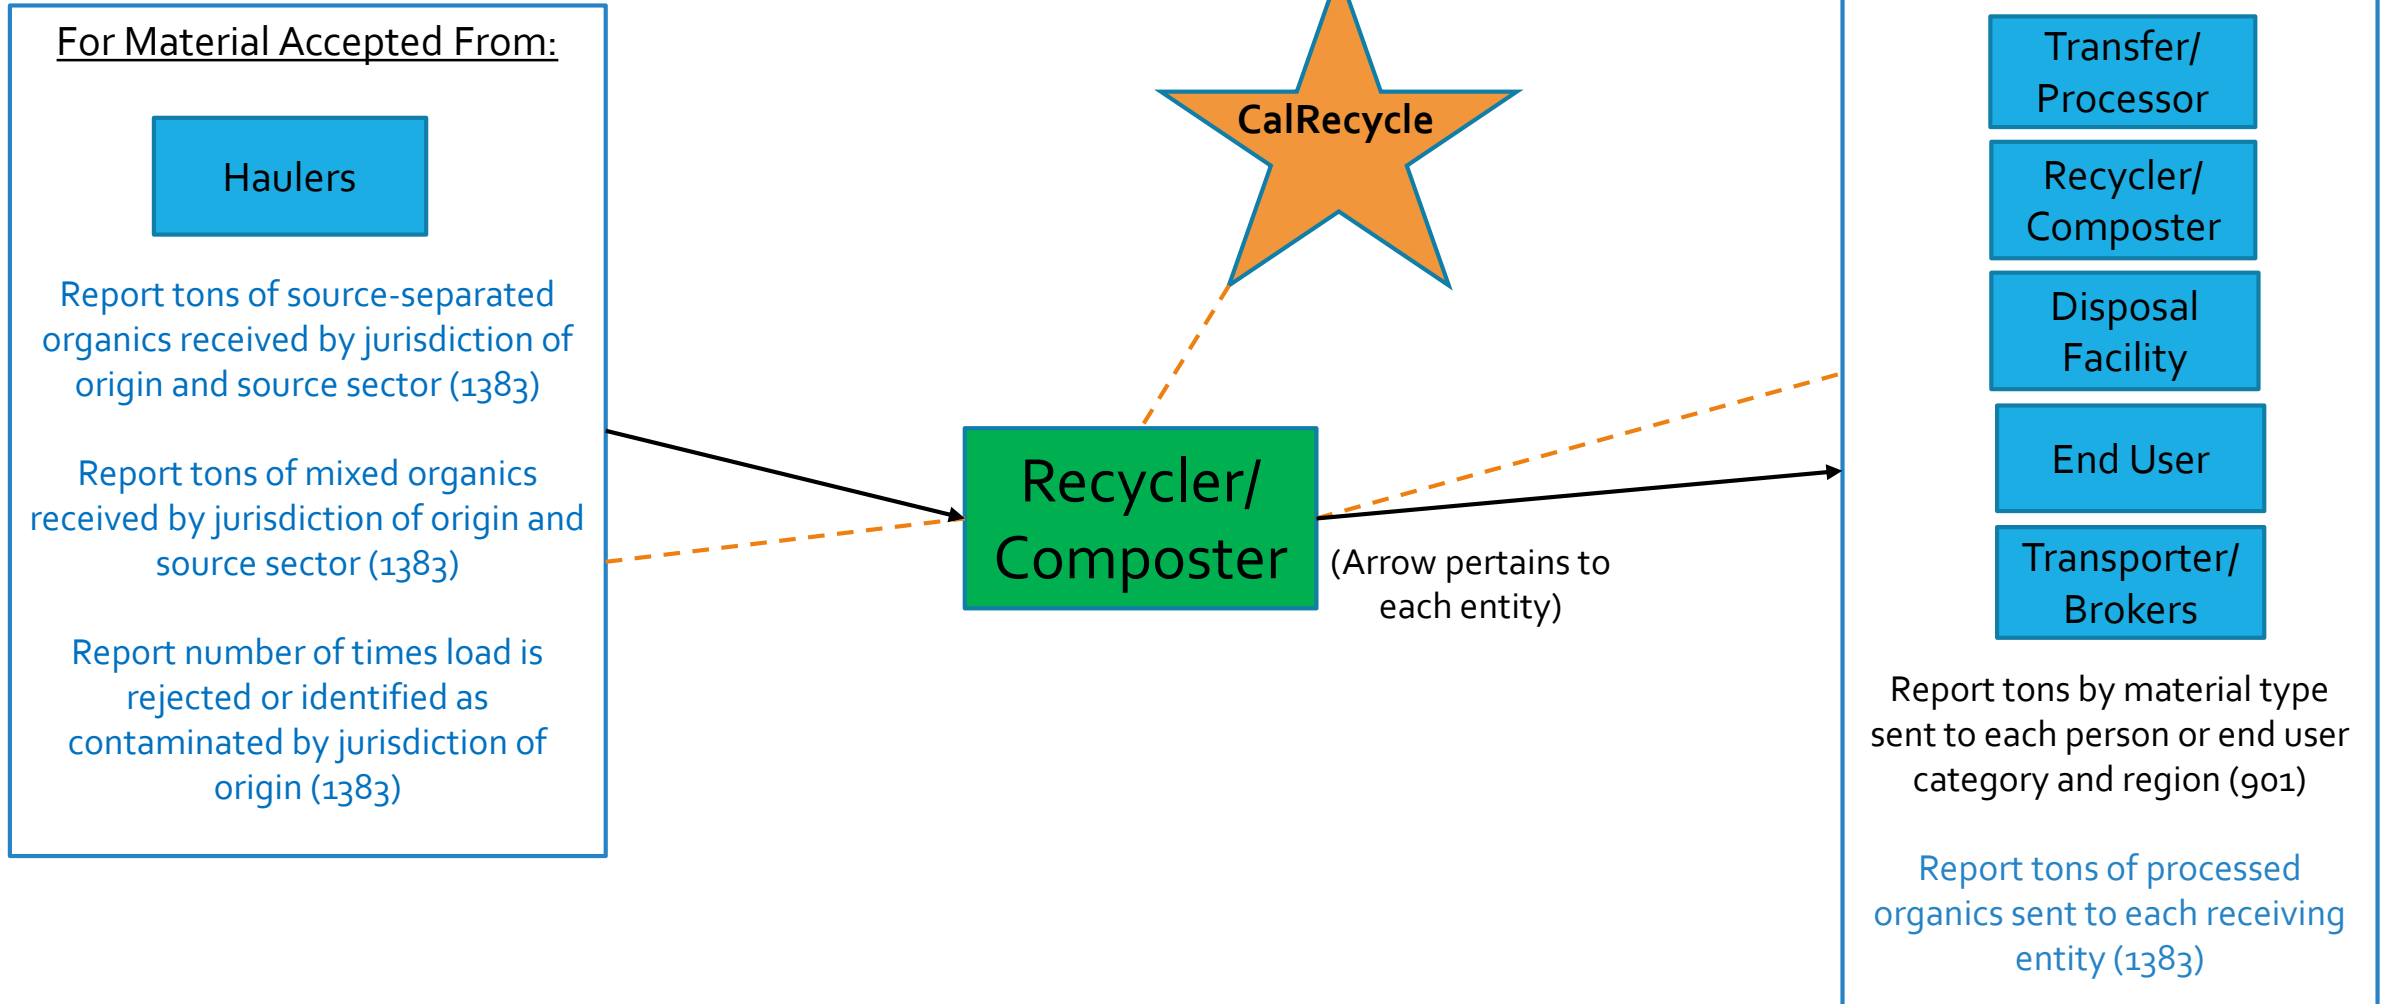 For Material Accepted From:
Haulers
Report tons of source-separated
organics received by jurisdiction of
origin and source sector (1383)
Report tons of mixed organics
received by jurisdiction of origin and
source sector (1383)
Report number of times load is
rejected or identified as
contaminated by jurisdiction of
origin (1383)
CalRecycle
Recycler/
Composter
(Arrow pertains to
each entity)
Transfer/
Processor
Recycler/
Composter
Disposal
Facility
End User
Transporter/
Brokers
Report tons by material type
sent to each person or end user
category and region (901)
Report tons of processed
organics sent to each receiving
entity (1383)